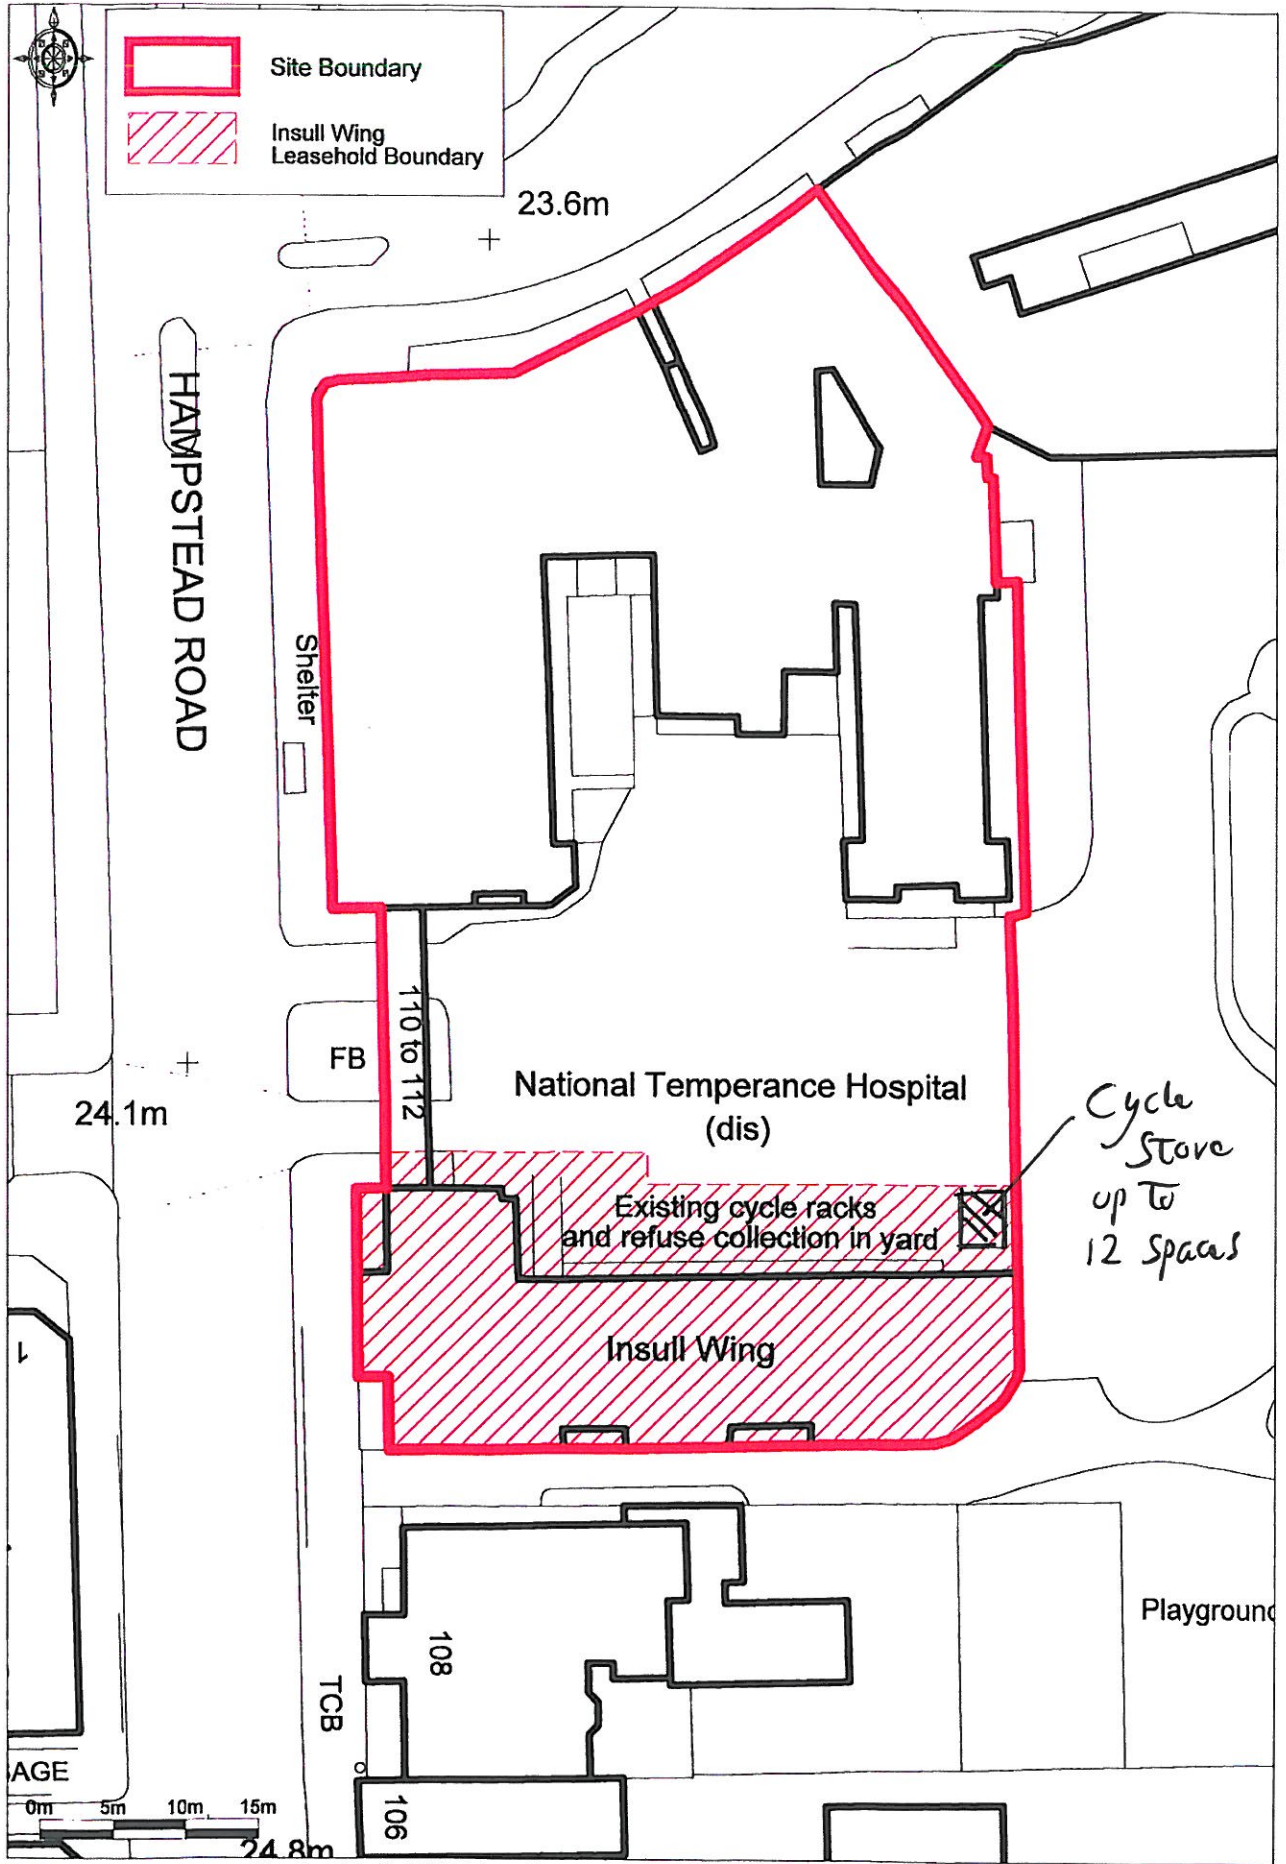 Site Boundary
Insull Wing
Leasehold Boundary
23.6m
HAMPSTEAD ROAD
Shelter
110 to 112
FB
24.1m
National Temperance Hospital
(dis)
Cycle
Store
up to
12 spaces
Existing cycle racks
and refuse collection in yard
Insull Wing
1
108
Playground
TCB
AGE
0m 5m 10m 15m
106
24.8m